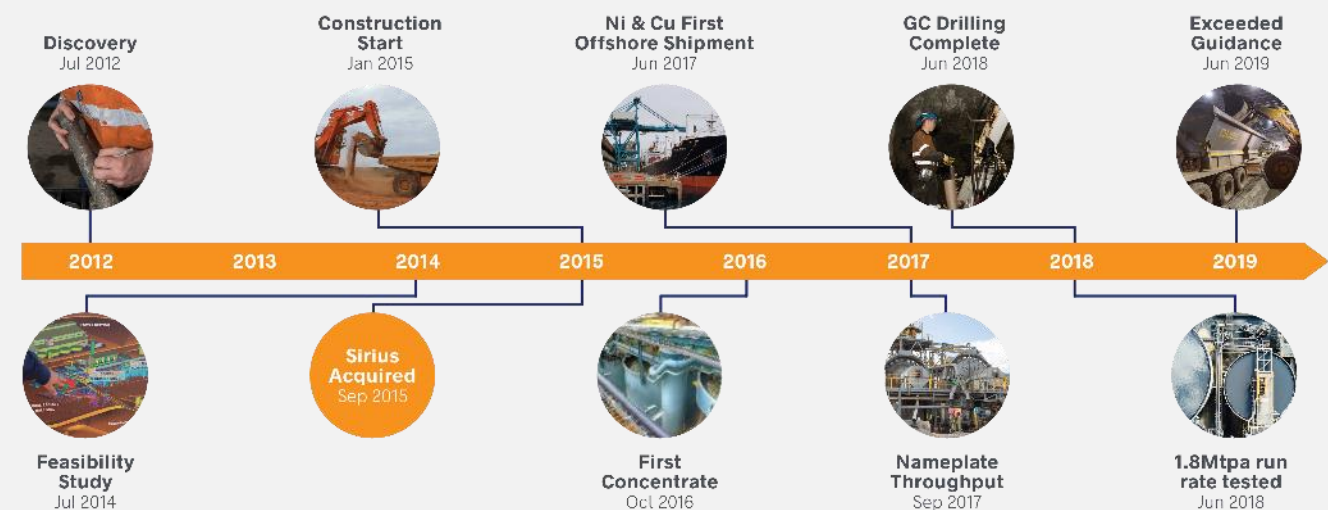 Discovery
Jul 2012
Construction
Start
Jan 2015
Ni & Cu First
Offshore Shipment
Jun 2017
GC Drilling
Complete
Jun 2018
Exceeded
Guidance
Jun 2019
2012 2013 2014 2015 2016 2017 2018 2019
Sirius
Acquired
Sep 2015
Feasibility
Study
Jul 2014
First
Concentrate
Oct 2016
Nameplate
Throughput
Sep 2017
1.8Mtpa run
rate tested
Jun 2018